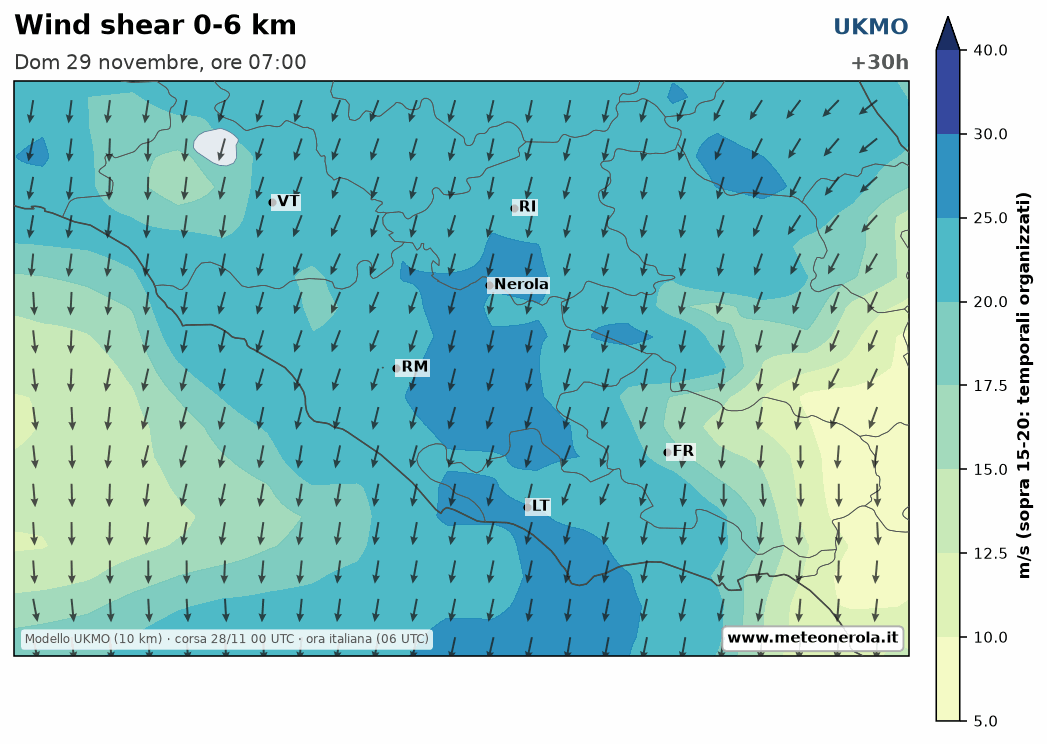 Wind shear 0-6 km
UKMO
Dom 29 novembre, ore 07:00
+30h
40.0
30.0
25.0
20.0
17.5
15.0
12.5
10.0
5.0
m/s (sopra 15-20: temporali organizzati)
VT
RI
Nerola
RM
FR
LT
Modello UKMO (10 km) · corsa 28/11 00 UTC · ora italiana (06 UTC)
www.meteonerola.it